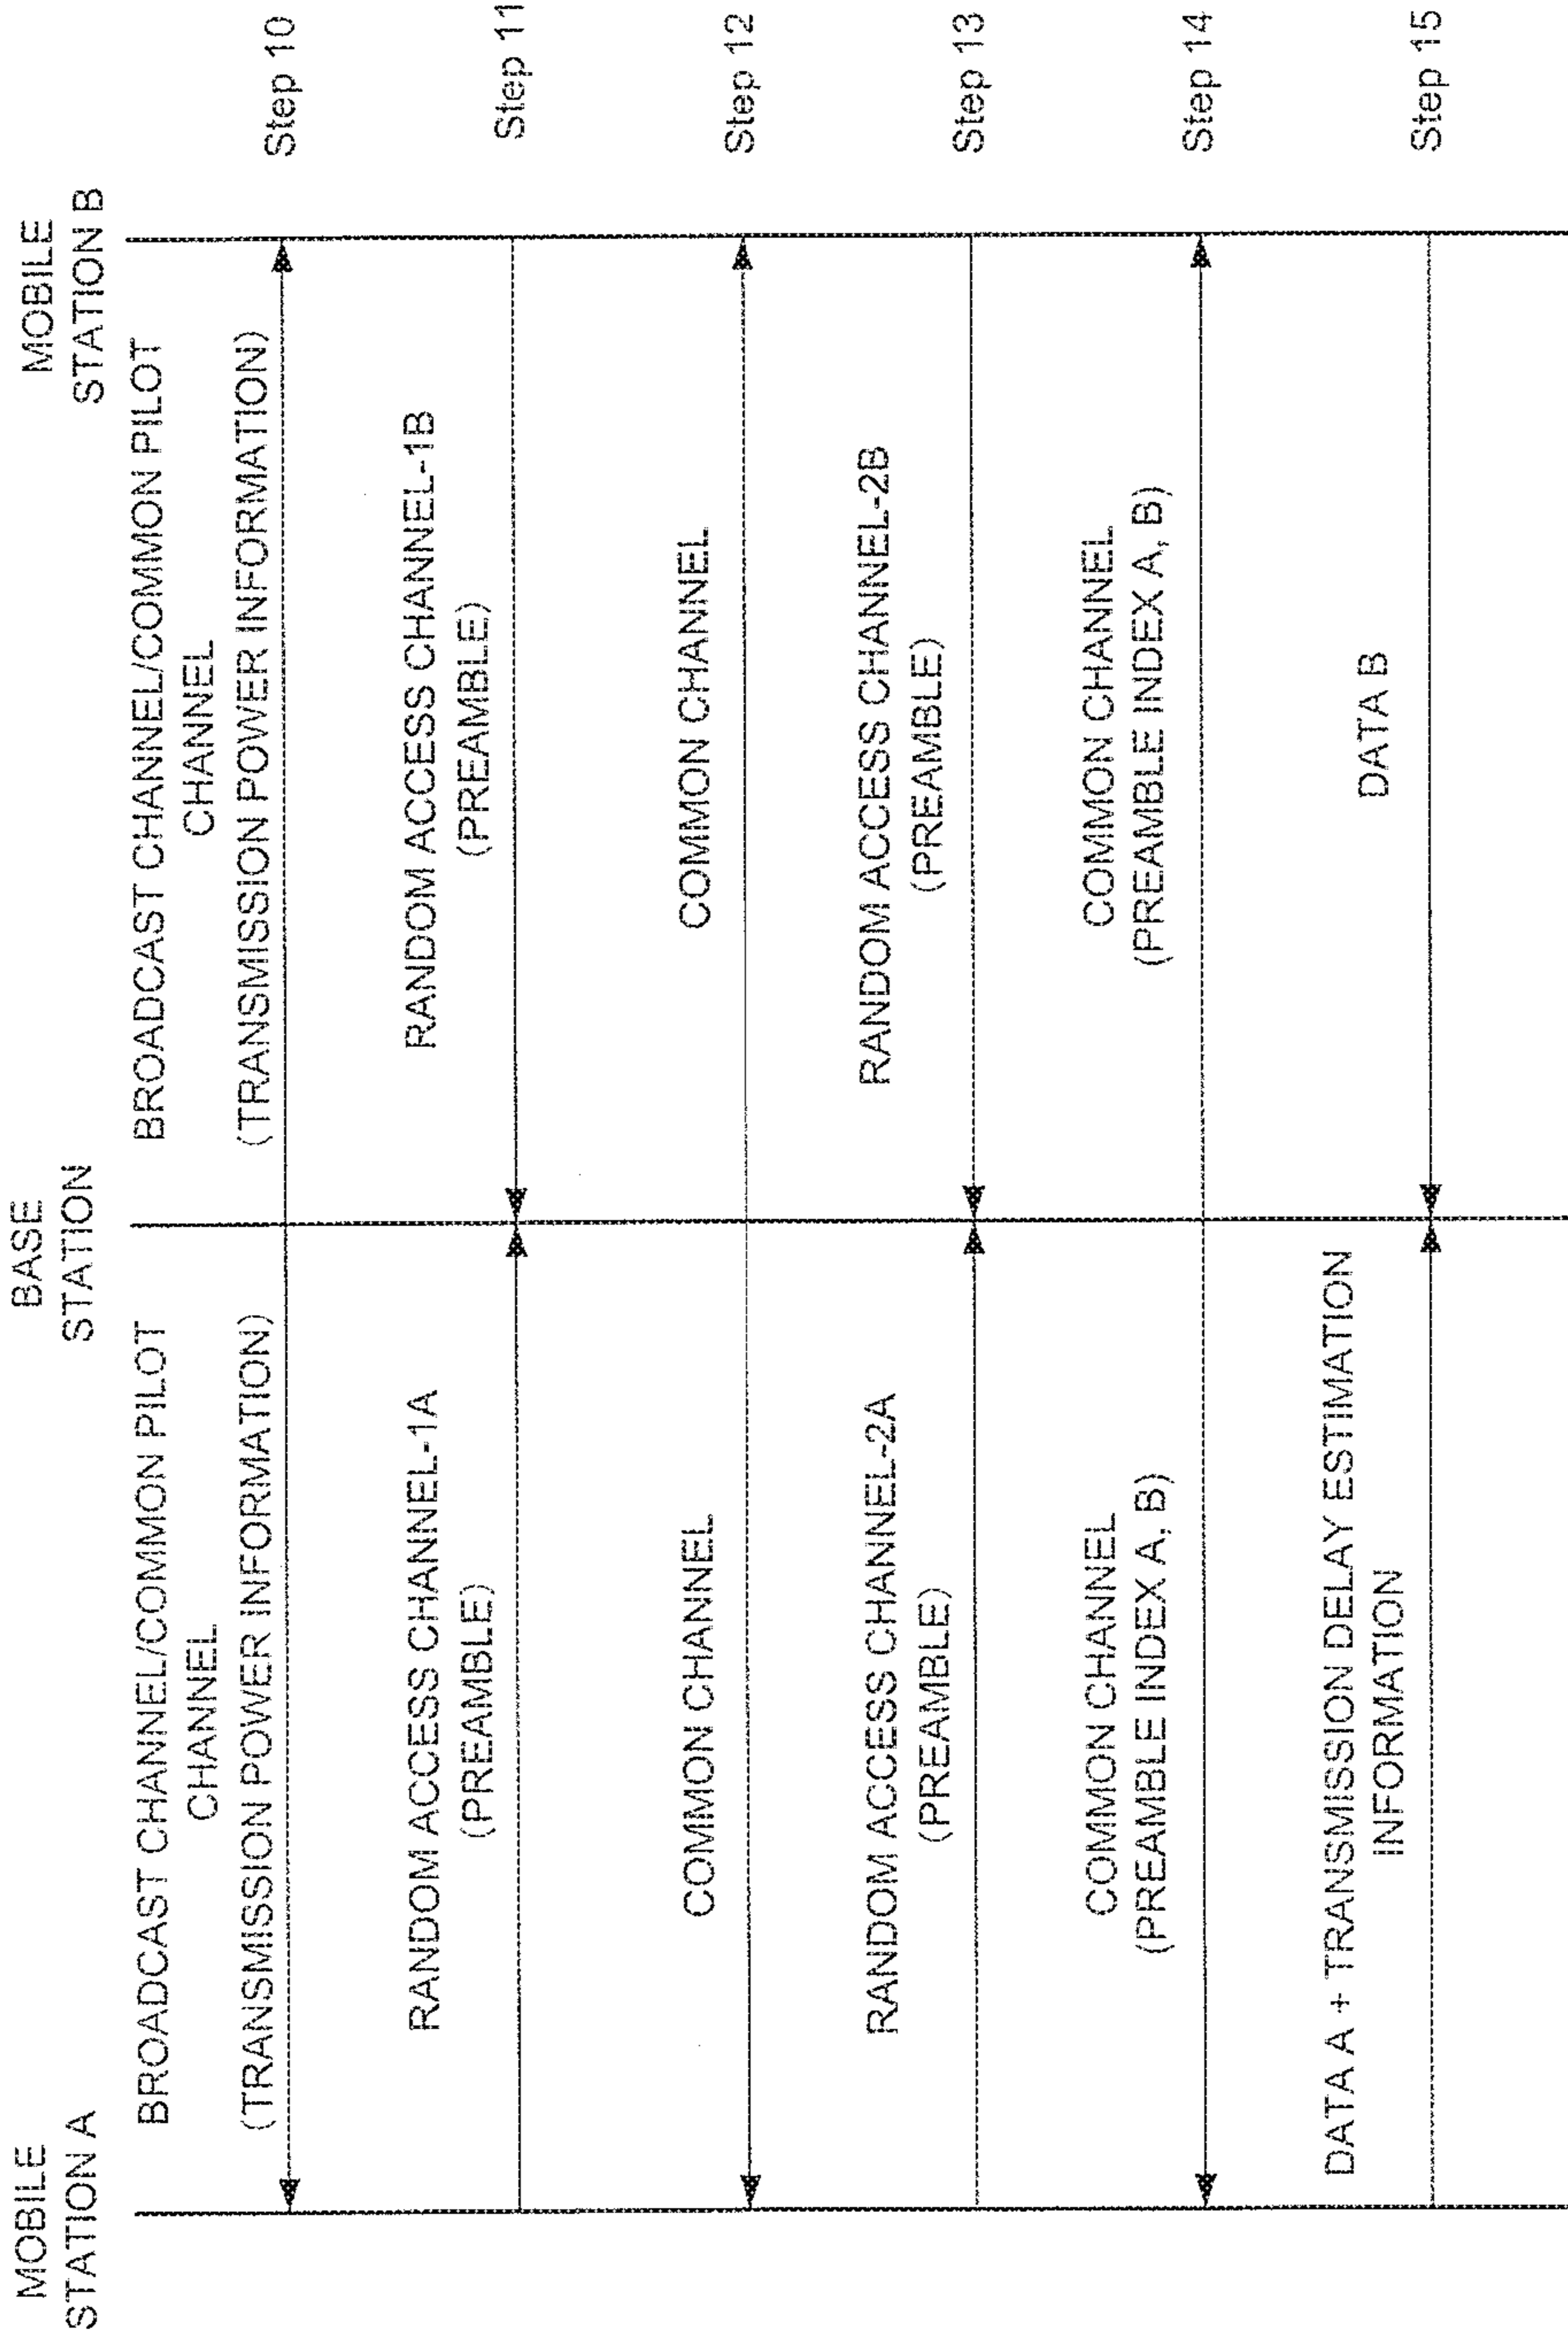 MOBILE
STATION A
BASE
STATION
MOBILE
STATION B
BROADCAST CHANNEL/COMMON PILOT
CHANNEL
(TRANSMISSION POWER INFORMATION)
BROADCAST CHANNEL/COMMON PILOT
CHANNEL
(TRANSMISSION POWER INFORMATION)
Step 10
RANDOM ACCESS CHANNEL-1A
(PREAMBLE)
RANDOM ACCESS CHANNEL-1B
(PREAMBLE)
Step 11
COMMON CHANNEL
COMMON CHANNEL
Step 12
RANDOM ACCESS CHANNEL-2A
(PREAMBLE)
RANDOM ACCESS CHANNEL-2B
(PREAMBLE)
Step 13
COMMON CHANNEL
(PREAMBLE INDEX A, B)
COMMON CHANNEL
(PREAMBLE INDEX A, B)
Step 14
DATA A + TRANSMISSION DELAY ESTIMATION
INFORMATION
DATA B
Step 15